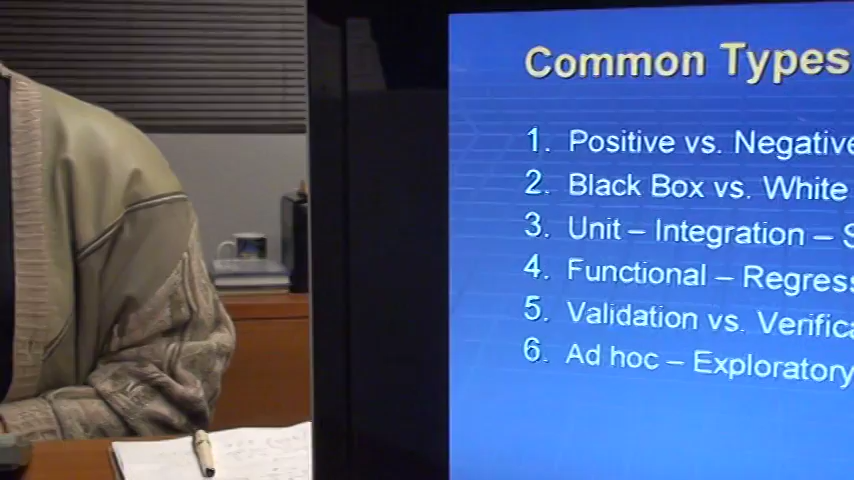 Common Types
1. Positive vs. Negative
2. Black Box vs. White
3. Unit – Integration – S
4. Functional – Regress
5. Validation vs. Verifica
6. Ad hoc – Exploratory